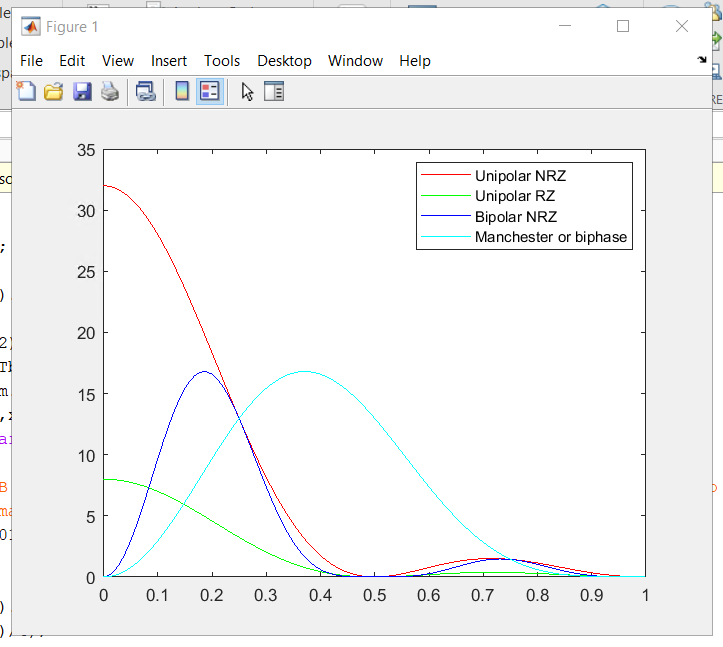 Figure 1
File Edit View Insert Tools Desktop Window Help
35
30
25
20
15
10
5
0
0 0.1 0.2 0.3 0.4 0.5 0.6 0.7 0.8 0.9 1
Unipolar NRZ
Unipolar RZ
Bipolar NRZ
Manchester or biphase